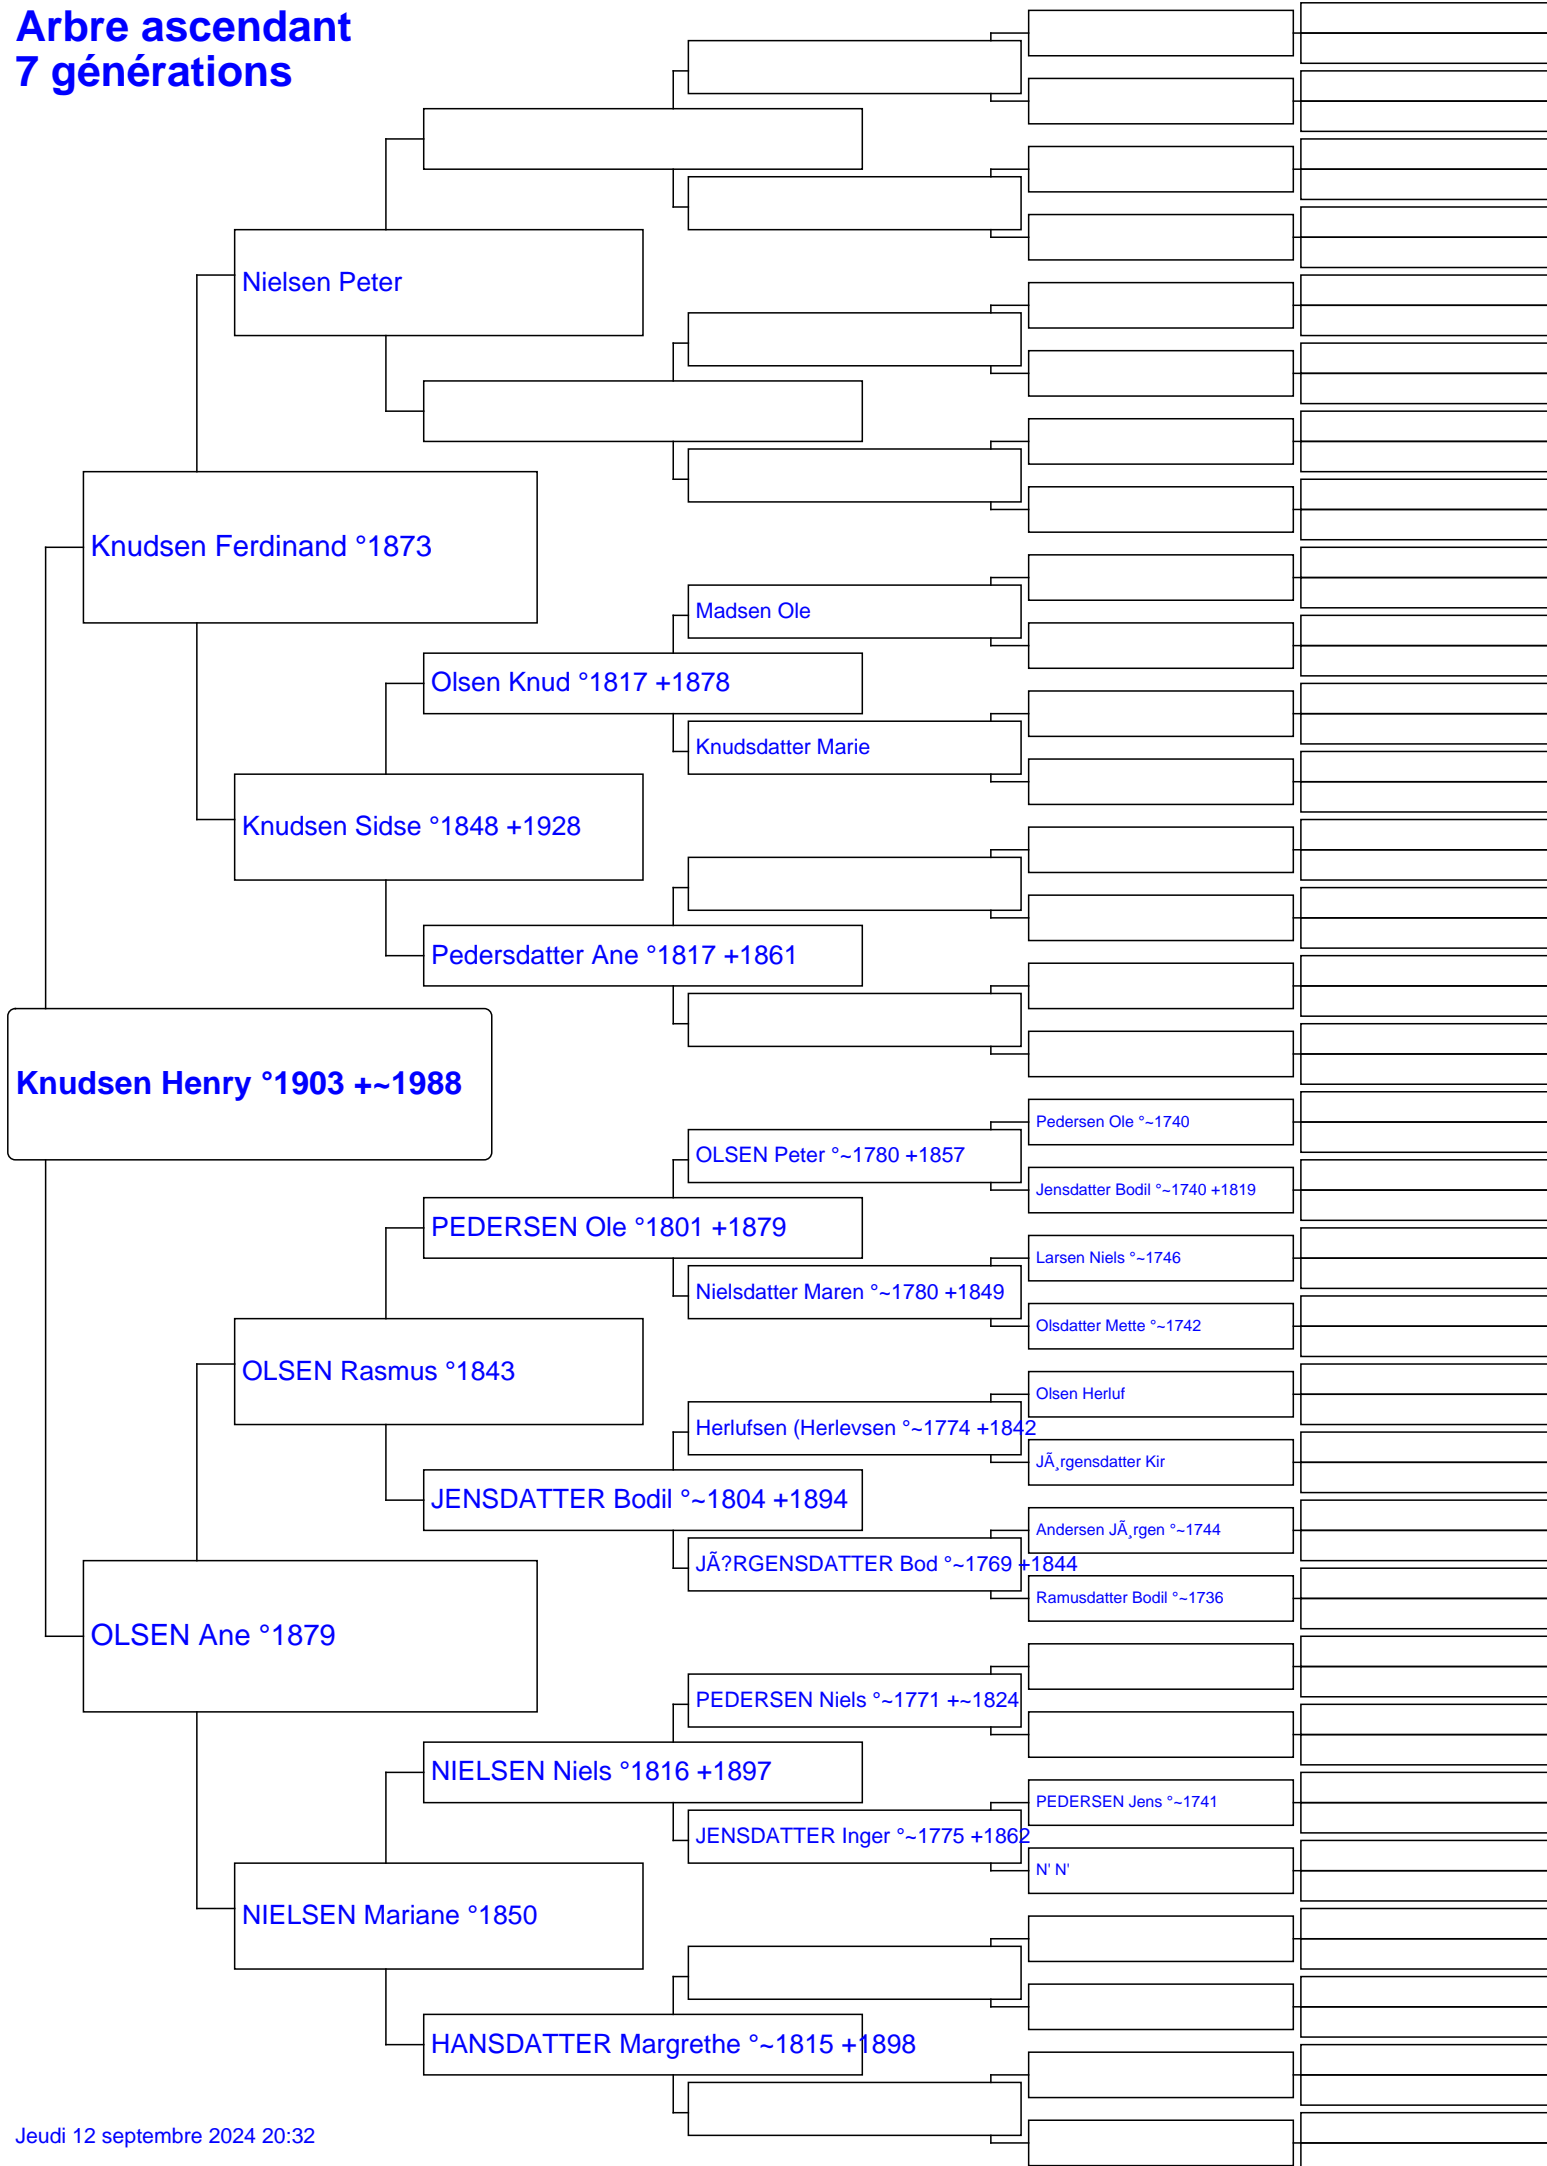 Arbre ascendant
7 générations
Nielsen Peter
Knudsen Ferdinand °1873
Madsen Ole
Olsen Knud °1817 +1878
Knudsdatter Marie
Knudsen Sidse °1848 +1928
Pedersdatter Ane °1817 +1861
Knudsen Henry °1903 +~1988
Pedersen Ole °~1740
OLSEN Peter °~1780 +1857
Jensdatter Bodil °~1740 +1819
PEDERSEN Ole °1801 +1879
Larsen Niels °~1746
Nielsdatter Maren °~1780 +1849
Olsdatter Mette °~1742
OLSEN Rasmus °1843
Olsen Herluf
Herlufsen (Herlevsen °~1774 +1842
JÃ¸rgensdatter Kir
JENSDATTER Bodil °~1804 +1894
Andersen JÃ¸rgen °~1744
JÃ?RGENSDATTER Bod °~1769 +1844
Ramusdatter Bodil °~1736
OLSEN Ane °1879
PEDERSEN Niels °~1771 +~1824
NIELSEN Niels °1816 +1897
PEDERSEN Jens °~1741
JENSDATTER Inger °~1775 +1862
N' N'
NIELSEN Mariane °1850
HANSDATTER Margrethe °~1815 +1898
Jeudi 12 septembre 2024 20:32